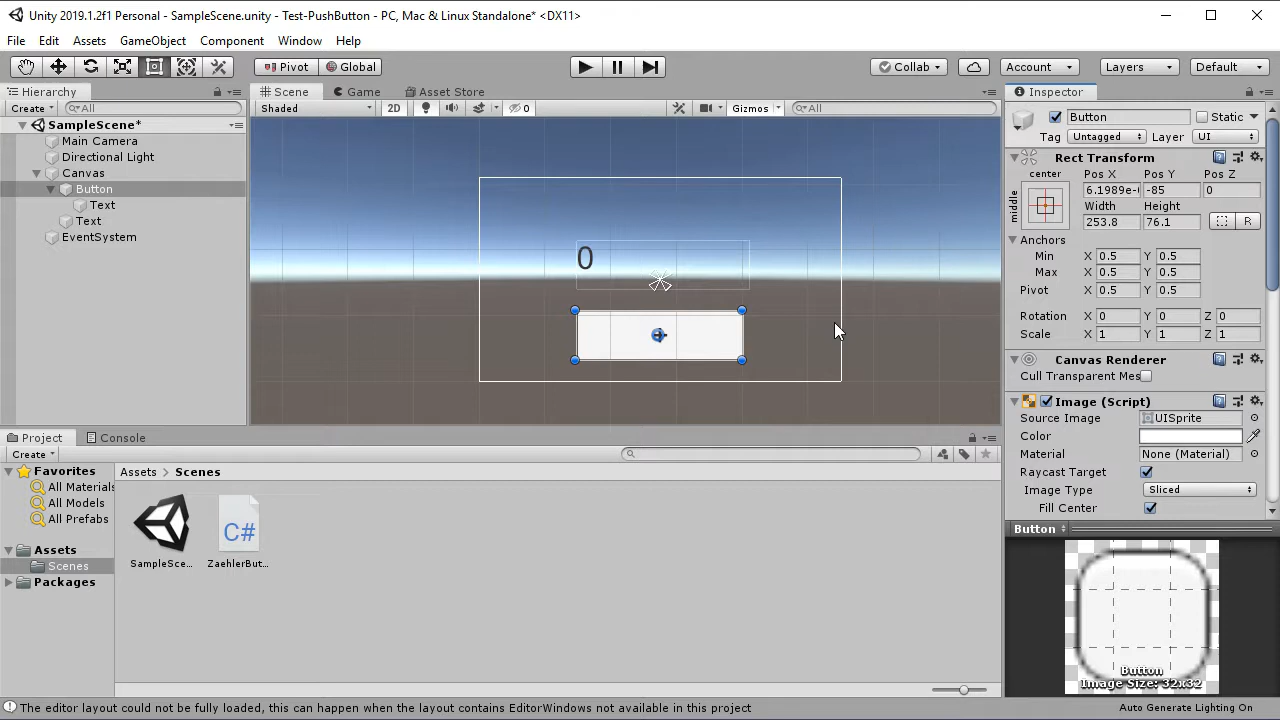 Unity 2019.1.2f1 Personal - SampleScene.unity - Test-PushButton - PC, Mac & Linux Standalone* <DX11>
File Edit Assets GameObject Component Window Help
Pivot Global Collab Account Layers Default
Hierarchy Scene Game Asset Store Inspector
Create All Shaded 2D 0 Gizmos All
Button Static
Tag Untagged Layer UI
SampleScene*
Main Camera
Directional Light
Canvas
Button
Text
Text
EventSystem
0
Rect Transform
center Pos X Pos Y Pos Z
middle 6.1989e-( -85 0
Width Height
253.8 76.1 R
Anchors
Min X 0.5 Y 0.5
Max X 0.5 Y 0.5
Pivot X 0.5 Y 0.5
Rotation X 0 Y 0 Z 0
Scale X 1 Y 1 Z 1
Canvas Renderer
Cull Transparent Mes
Image (Script)
Source Image UISprite
Color
Material None (Material)
Raycast Target
Image Type Sliced
Fill Center
Project Console
Create
Favorites
All Materials
All Models
All Prefabs
Assets
Scenes
Packages
Assets Scenes
C#
SampleSce... ZaehlerBut...
Button
Button
Image Size: 32x32
The editor layout could not be fully loaded, this can happen when the layout contains EditorWindows not available in this project
Auto Generate Lighting On